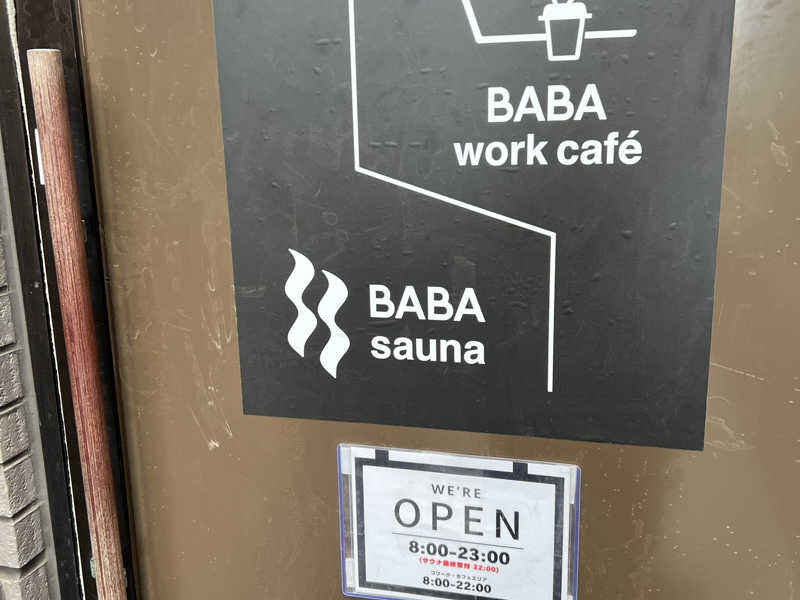 BABA
work café
BABA
sauna
WE'RE
OPEN
8:00-23:00
(サウナ最終受付 22:00)
コワーク・カフェエリア
8:00-22:00